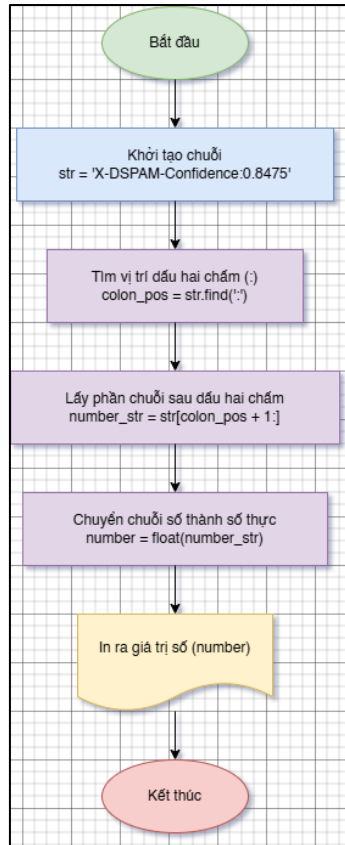 Bắt đầu
Khởi tạo chuỗi
str = 'X-DSPAM-Confidence:0.8475'
Tìm vị trí dấu hai chấm (:)
colon_pos = str.find(':')
Lấy phần chuỗi sau dấu hai chấm
number_str = str[colon_pos + 1:]
Chuyển chuỗi số thành số thực
number = float(number_str)
In ra giá trị số (number)
Kết thúc